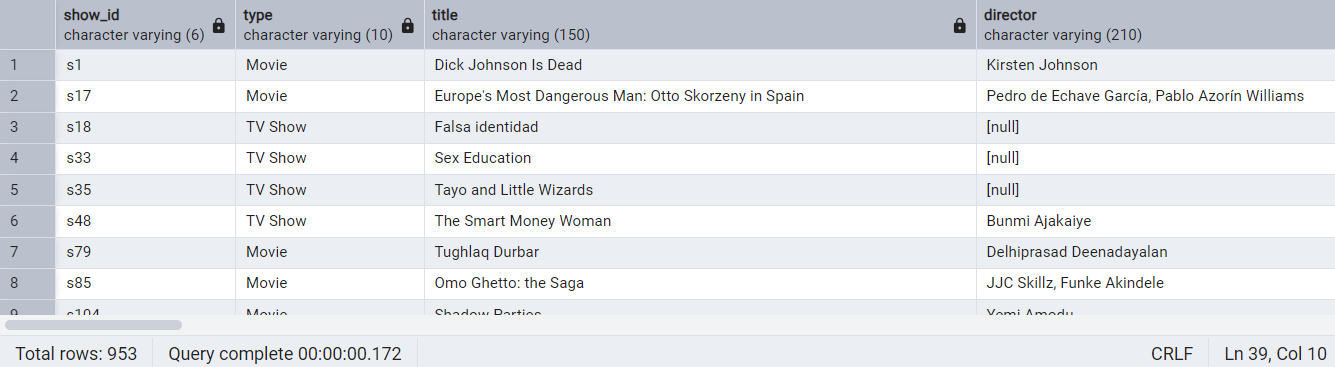 show_id type title director
character varying (6) character varying (10) character varying (150) character varying (210)
1 s1 Movie Dick Johnson Is Dead Kirsten Johnson
2 s17 Movie Europe's Most Dangerous Man: Otto Skorzeny in Spain Pedro de Echave García, Pablo Azorín Williams
3 s18 TV Show Falsa identidad [null]
4 s33 TV Show Sex Education [null]
5 s35 TV Show Tayo and Little Wizards [null]
6 s48 TV Show The Smart Money Woman Bunmi Ajakaiye
7 s79 Movie Tughlaq Durbar Delhiprasad Deenadayalan
8 s85 Movie Omo Ghetto: the Saga JJC Skillz, Funke Akindele
9 s104 Movie Shadow Parties Yemi Amodu
Total rows: 953 Query complete 00:00:00.172 CRLF Ln 39, Col 10